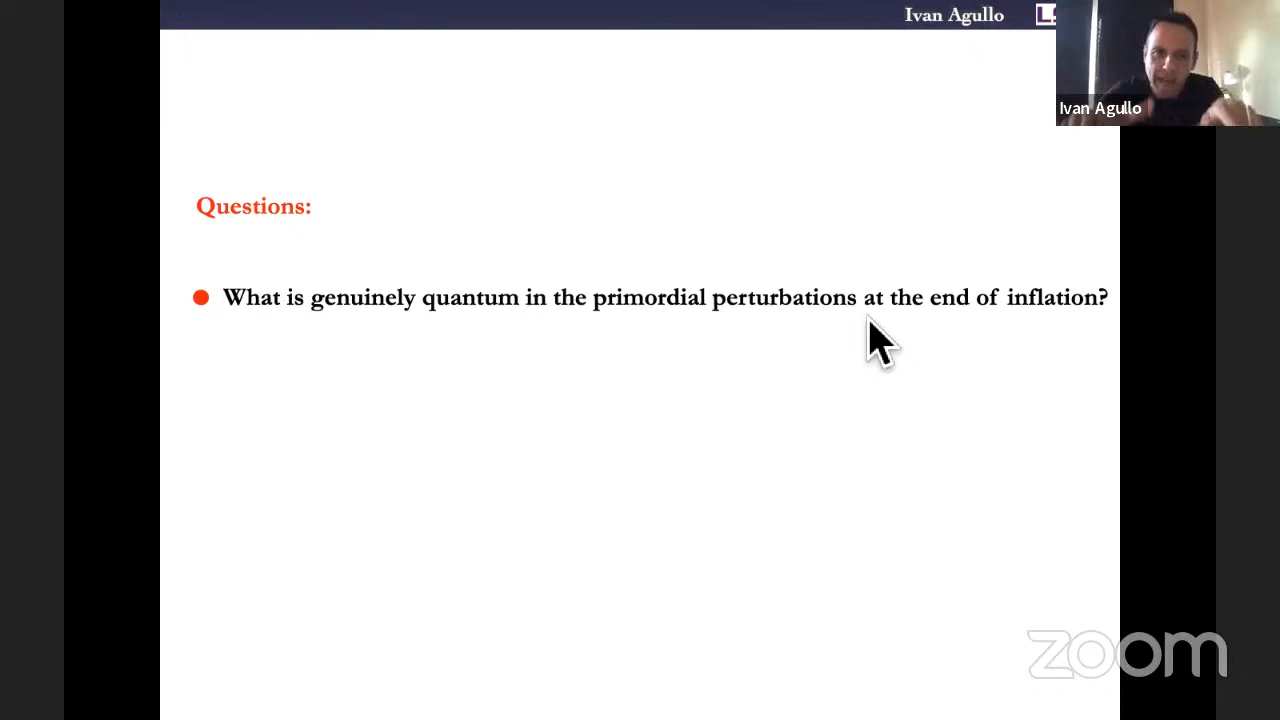 Ivan Agullo
Ivan Agullo
Questions:
What is genuinely quantum in the primordial perturbations at the end of inflation?
zoom